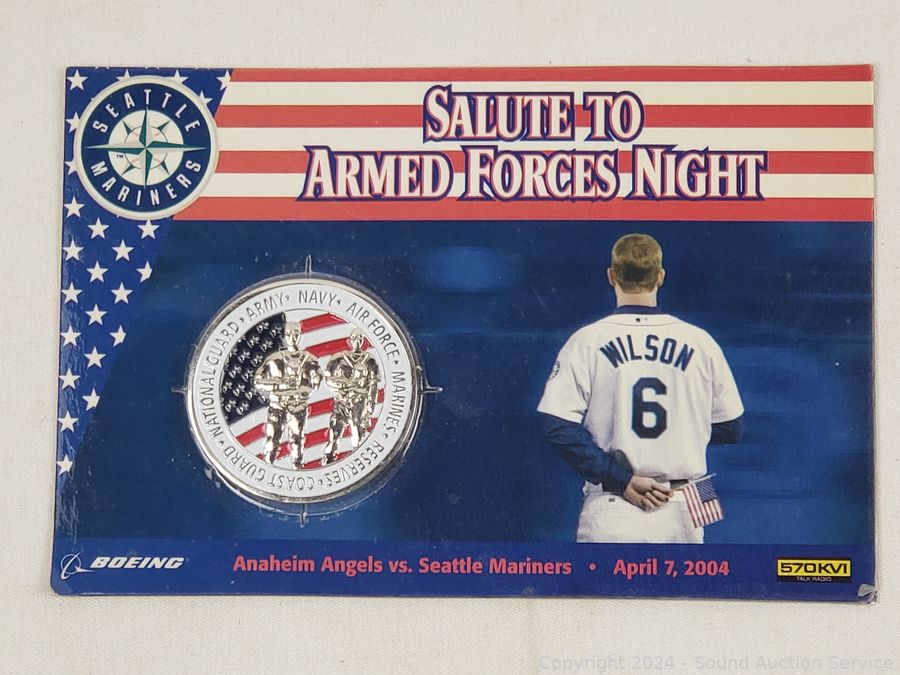 SEATTLE
MARINERS
TM
SALUTE TO
ARMED FORCES NIGHT
NATIONAL GUARD • ARMY • NAVY • AIR FORCE • MARINES • RESERVES • COAST GUARD •
WILSON
6
BOEING
Anaheim Angels vs. Seattle Mariners • April 7, 2004
570KVI
TALK RADIO
Copyright 2024 - Sound Auction Service